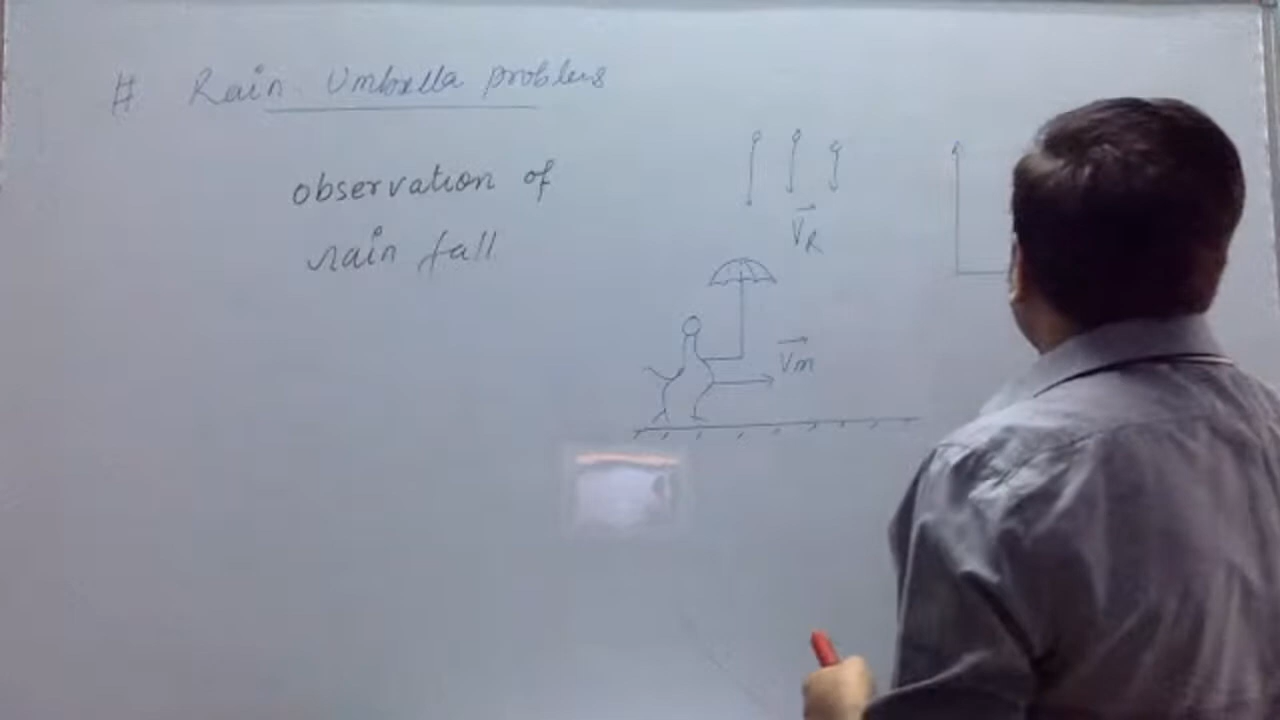 # Rain Umbrella problems
observation of
rain fall
V⃗R
V⃗m